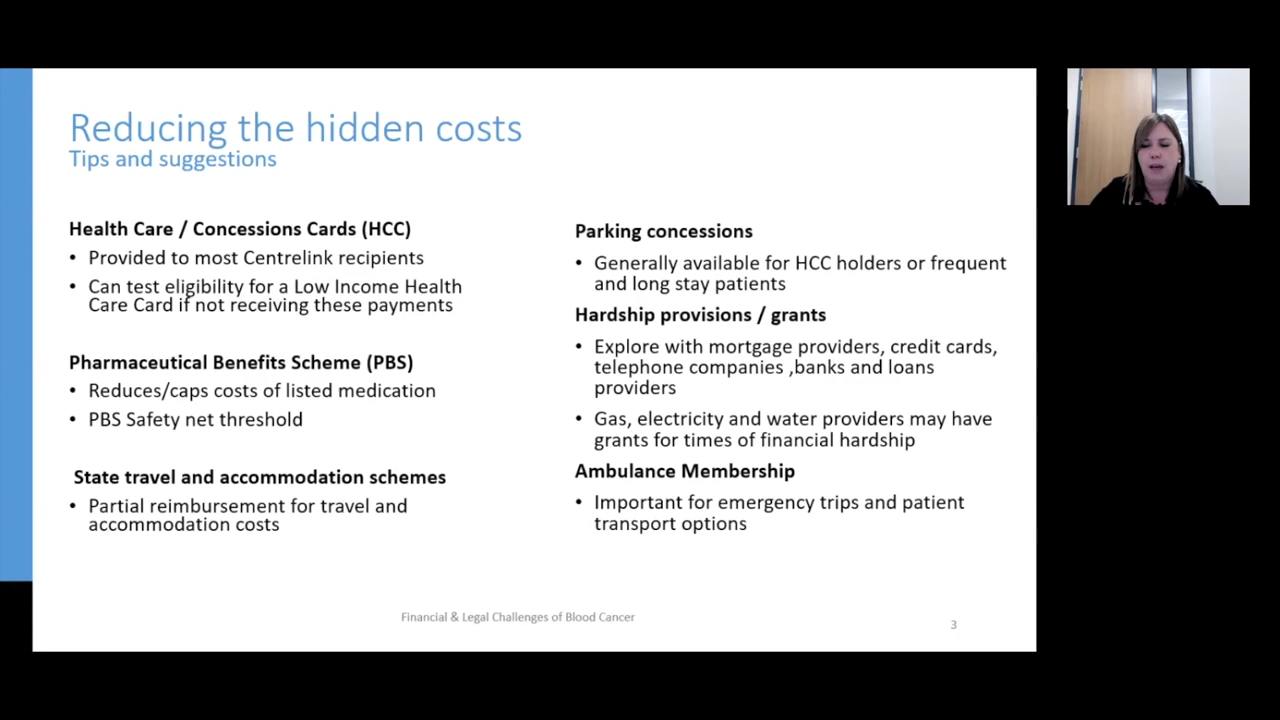 Reducing the hidden costs
Tips and suggestions
Health Care / Concessions Cards (HCC)
• Provided to most Centrelink recipients
• Can test eligibility for a Low Income Health
Care Card if not receiving these payments
Pharmaceutical Benefits Scheme (PBS)
• Reduces/caps costs of listed medication
• PBS Safety net threshold
State travel and accommodation schemes
• Partial reimbursement for travel and
accommodation costs
Parking concessions
• Generally available for HCC holders or frequent
and long stay patients
Hardship provisions / grants
• Explore with mortgage providers, credit cards,
telephone companies ,banks and loans
providers
• Gas, electricity and water providers may have
grants for times of financial hardship
Ambulance Membership
• Important for emergency trips and patient
transport options
Financial & Legal Challenges of Blood Cancer
3